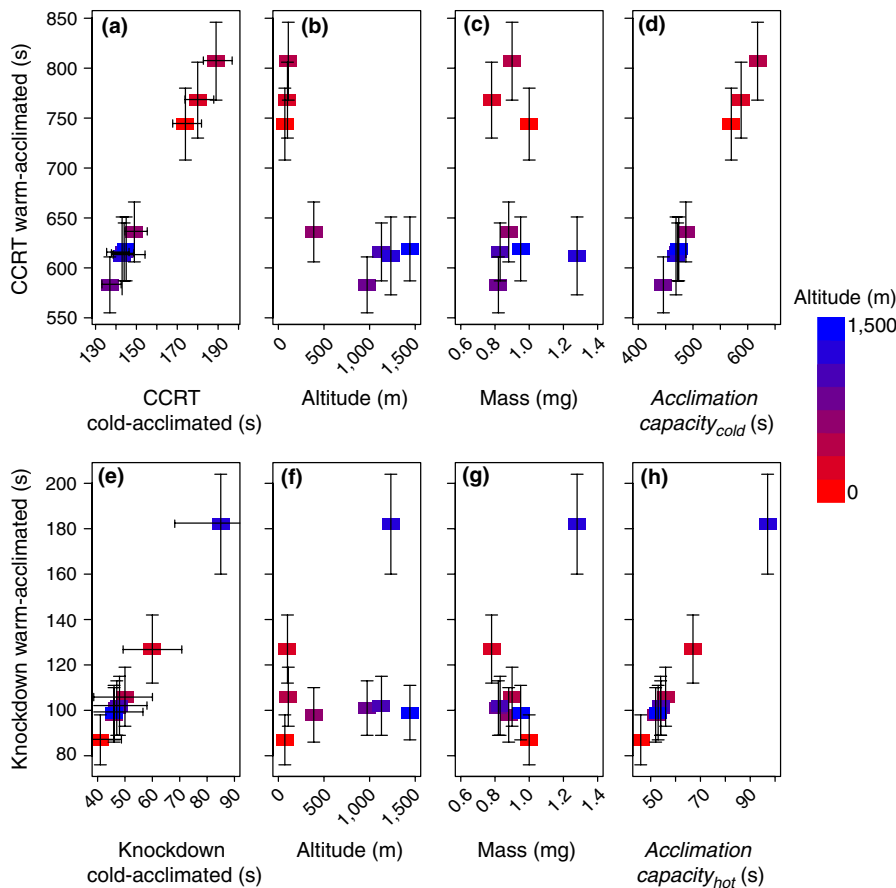 (a) (b) (c) (d)
CCRT warm-acclimated (s)
850
800
750
700
650
600
550
130 150 170 190
0 500 1,000 1,500
0.6 0.8 1.0 1.2 1.4
400 500 600
CCRT
cold-acclimated (s)
Altitude (m)
Mass (mg)
Acclimation
capacity_cold (s)
Altitude (m)
1,500
0
(e) (f) (g) (h)
Knockdown warm-acclimated (s)
200
180
160
140
120
100
80
40 50 60 70 80 90
0 500 1,000 1,500
0.6 0.8 1.0 1.2 1.4
50 70 90
Knockdown
cold-acclimated (s)
Altitude (m)
Mass (mg)
Acclimation
capacity_hot (s)